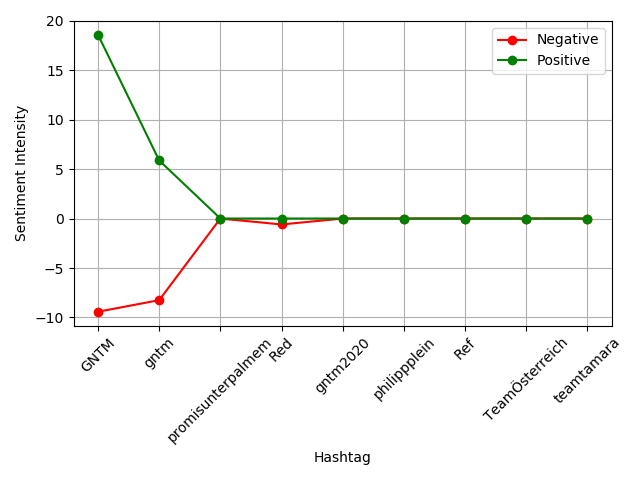 Negative
Positive
20
15
10
5
0
−5
−10
Sentiment Intensity
GNTM
gntm
promisunterpalmem
Red
gntm2020
philippplein
Ref
TeamÖsterreich
teamtamara
Hashtag